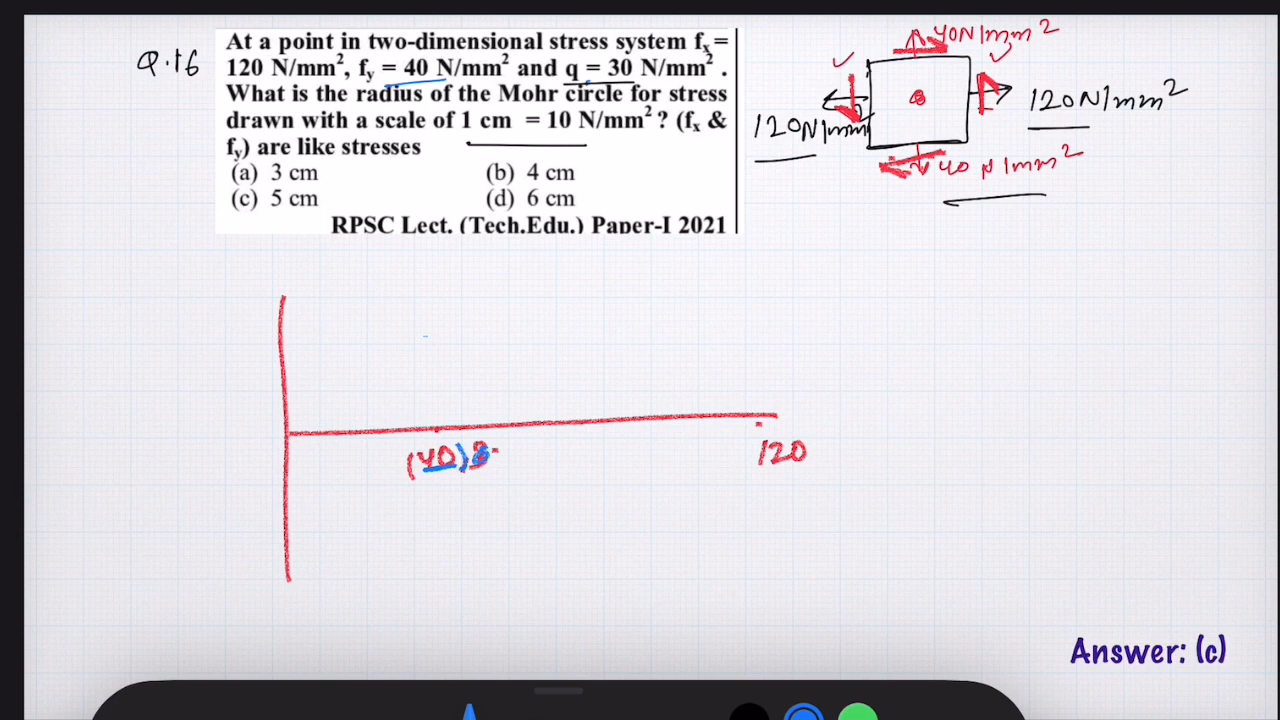 Q.16
At a point in two-dimensional stress system fₓ =
120 N/mm², fᵧ = 40 N/mm² and q = 30 N/mm².
What is the radius of the Mohr circle for stress
drawn with a scale of 1 cm = 10 N/mm² ? (fₓ &
fᵧ) are like stresses
(a) 3 cm (b) 4 cm
(c) 5 cm (d) 6 cm
RPSC Lect. (Tech.Edu.) Paper-I 2021
40N/mm²
120N/mm²
120N/mm
40 N/mm²
(40)
120
Answer: (c)